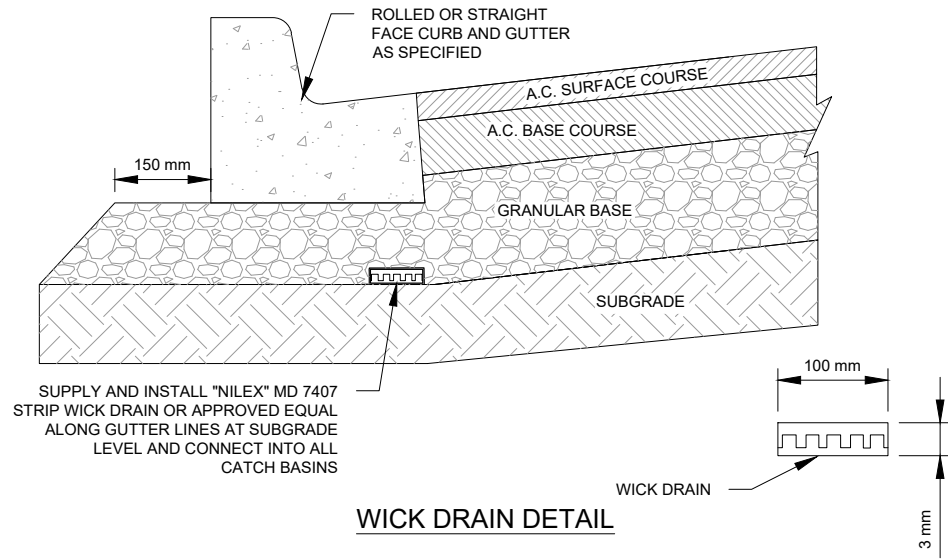 ROLLED OR STRAIGHT
FACE CURB AND GUTTER
AS SPECIFIED
A.C. SURFACE COURSE
A.C. BASE COURSE
150 mm
GRANULAR BASE
SUBGRADE
SUPPLY AND INSTALL "NILEX" MD 7407
STRIP WICK DRAIN OR APPROVED EQUAL
ALONG GUTTER LINES AT SUBGRADE
LEVEL AND CONNECT INTO ALL
CATCH BASINS
100 mm
WICK DRAIN
3 mm
WICK DRAIN DETAIL